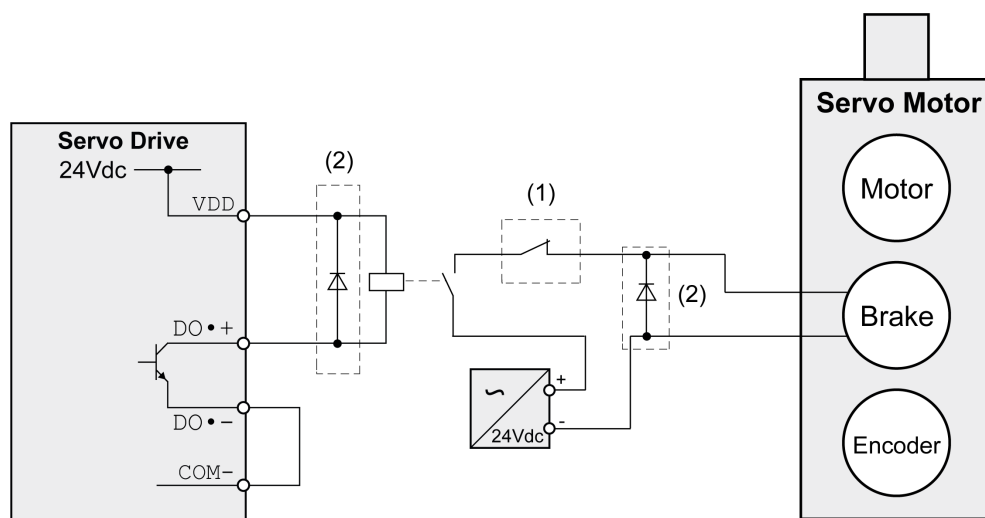 Servo Drive
24Vdc
VDD
DO•+
DO•-
COM-
(2)
(1)
(2)
+
-
24Vdc
Servo Motor
Motor
Brake
Encoder